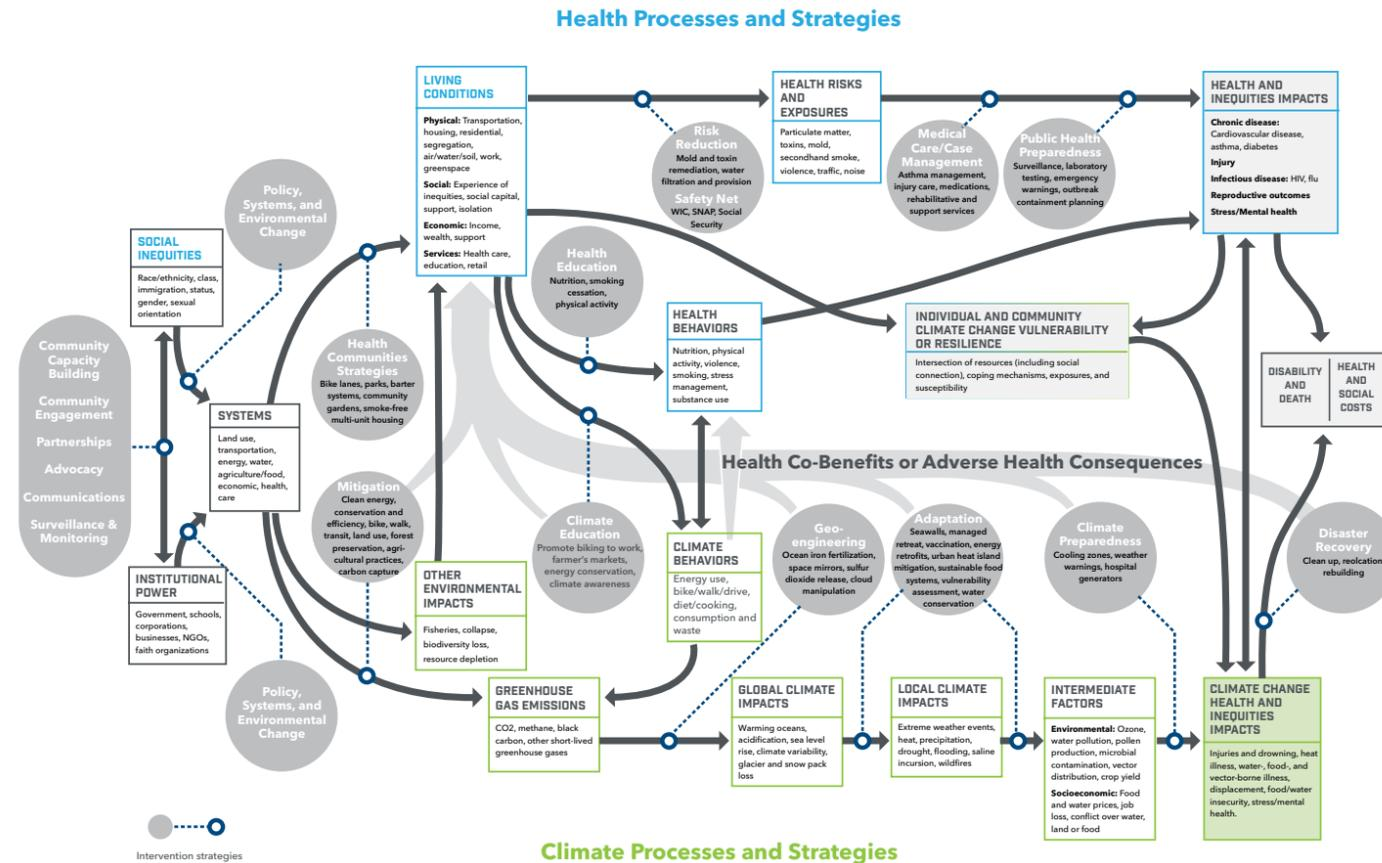 Health Processes and Strategies
LIVING
CONDITIONS
Physical: Transportation,
housing, residential,
segregation,
air/water/soil, work,
greenspace
Social: Experience of
inequities, social capital,
support, isolation
Economic: Income,
wealth, support
Services: Health care,
education, retail
HEALTH RISKS
AND
EXPOSURES
Particulate matter,
toxins, mold,
secondhand smoke,
violence, traffic, noise
HEALTH AND
INEQUITIES IMPACTS
Chronic disease:
Cardiovascular disease,
asthma, diabetes
Injury
Infectious disease: HIV, flu
Reproductive outcomes
Stress/Mental health
Risk
Reduction
Mold and toxin
remediation, water
filtration and provision
Safety Net
WIC, SNAP, Social
Security
Medical
Care/Case
Management
Asthma management,
injury care, medications,
rehabilitative and
support services
Public Health
Preparedness
Surveillance, laboratory
testing, emergency
warnings, outbreak
containment planning
Policy,
Systems, and
Environmental
Change
SOCIAL
INEQUITIES
Race/ethnicity, class,
immigration, status,
gender, sexual
orientation
Health
Education
Nutrition, smoking
cessation,
physical activity
HEALTH
BEHAVIORS
Nutrition, physical
activity, violence,
smoking, stress
management,
substance use
INDIVIDUAL AND COMMUNITY
CLIMATE CHANGE VULNERABILITY
OR RESILIENCE
Intersection of resources (including social
connection), coping mechanisms, exposures, and
susceptibility
DISABILITY
AND
DEATH
HEALTH
AND
SOCIAL
COSTS
Community
Capacity
Building
Community
Engagement
Partnerships
Advocacy
Communications
Surveillance &
Monitoring
Health
Communities
Strategies
Bike lanes, parks, barter
systems, community
gardens, smoke-free
multi-unit housing
SYSTEMS
Land use,
transportation,
energy, water,
agriculture/food,
economic, health,
care
Health Co-Benefits or Adverse Health Consequences
Mitigation
Clean energy,
conservation and
efficiency, bike, walk,
transit, land use, forest
preservation, agri-
cultural practices,
carbon capture
Climate
Education
Promote biking to work,
farmer's markets,
energy conservation,
climate awareness
CLIMATE
BEHAVIORS
Energy use,
bike/walk/drive,
diet/cooking,
consumption and
waste
Geo-
engineering
Ocean iron fertilization,
space mirrors, sulfur
dioxide release, cloud
manipulation
Adaptation
Seawalls, managed
retreat, vaccination, energy
retrofits, urban heat island
mitigation, sustainable food
systems, vulnerability
assessment, water
conservation
Climate
Preparedness
Cooling zones, weather
warnings, hospital
generators
Disaster
Recovery
Clean up, reolcation
rebuilding
INSTITUTIONAL
POWER
Government, schools,
corporations,
businesses, NGOs,
faith organizations
OTHER
ENVIRONMENTAL
IMPACTS
Fisheries, collapse,
biodiversity loss,
resource depletion
Policy,
Systems, and
Environmental
Change
GREENHOUSE
GAS EMISSIONS
CO2, methane, black
carbon, other short-lived
greenhouse gases
GLOBAL CLIMATE
IMPACTS
Warming oceans,
acidification, sea level
rise, climate variability,
glacier and snow pack
loss
LOCAL CLIMATE
IMPACTS
Extreme weather events,
heat, precipitation,
drought, flooding, saline
incursion, wildfires
INTERMEDIATE
FACTORS
Environmental: Ozone,
water pollution, pollen
production, microbial
contamination, vector
distribution, crop yield
Socioeconomic: Food
and water prices, job
loss, conflict over water,
land or food
CLIMATE CHANGE
HEALTH AND
INEQUITIES
IMPACTS
Injuries and drowning, heat
illness, water-, food-, and
vector-borne illness,
displacement, food/water
insecurity, stress/mental
health.
Intervention strategies
Climate Processes and Strategies